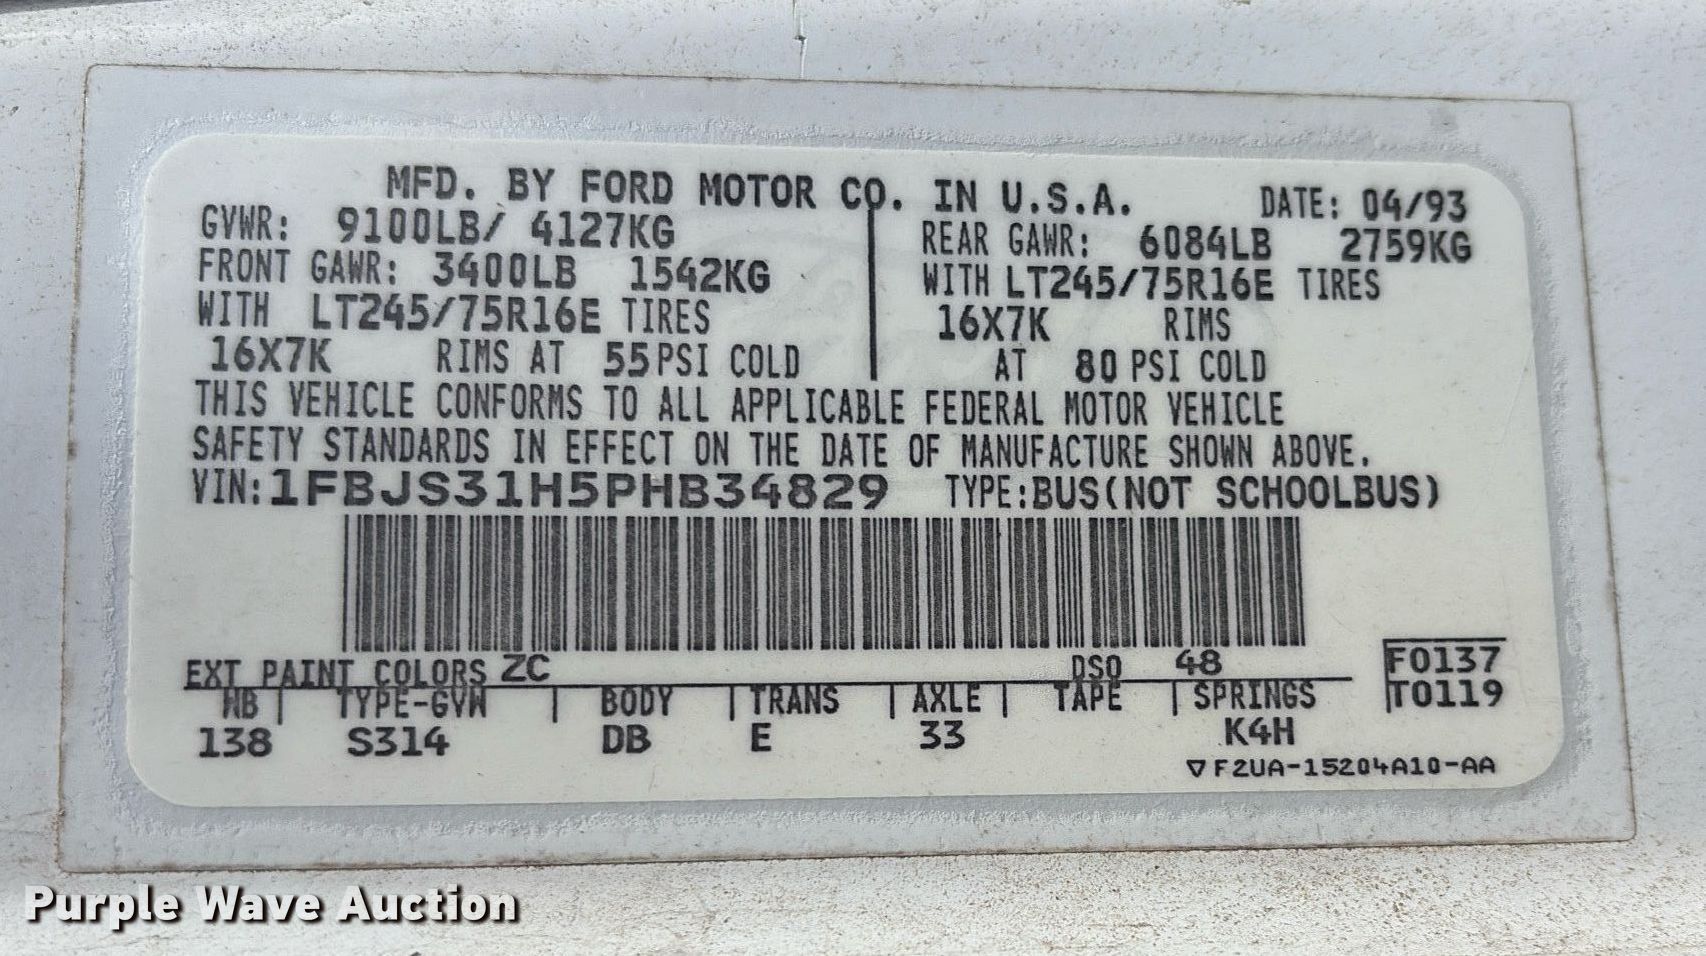 MFD. BY FORD MOTOR CO. IN U.S.A.
DATE: 04/93
GVWR: 9100LB/ 4127KG
FRONT GAWR: 3400LB 1542KG
WITH LT245/75R16E TIRES
16X7K RIMS AT 55 PSI COLD
REAR GAWR: 6084LB 2759KG
WITH LT245/75R16E TIRES
16X7K RIMS
AT 80 PSI COLD
THIS VEHICLE CONFORMS TO ALL APPLICABLE FEDERAL MOTOR VEHICLE
SAFETY STANDARDS IN EFFECT ON THE DATE OF MANUFACTURE SHOWN ABOVE.
VIN: 1FBJS31H5PHB34829 TYPE: BUS(NOT SCHOOLBUS)
EXT PAINT COLORS ZC DSO 48 F0137
WB | TYPE-GVW | BODY | TRANS | AXLE | TAPE | SPRINGS T0119
138 S314 DB E 33 K4H
▽ F2UA-15204A10-AA
Purple Wave Auction